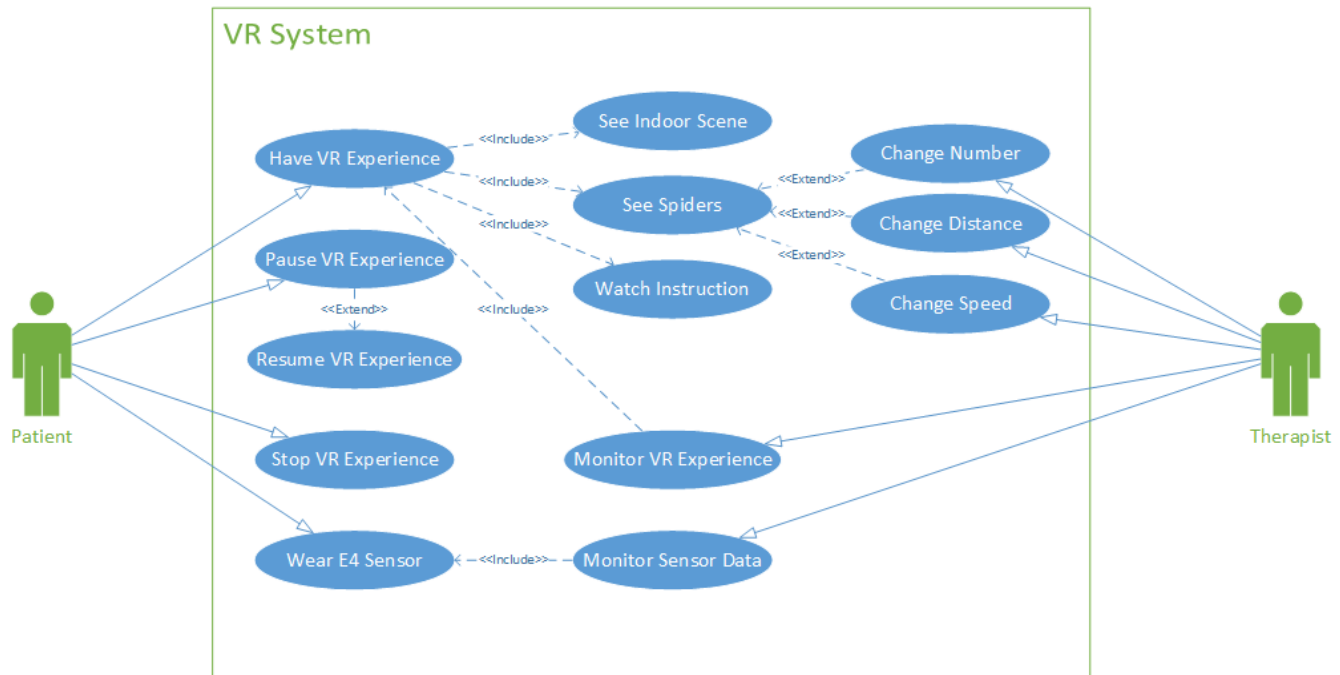 VR System
See Indoor Scene
<<Include>>
Have VR Experience
Change Number
<<Extend>>
<<Include>>
See Spiders
<<Extend>>
Change Distance
<<Include>>
<<Extend>>
Pause VR Experience
Watch Instruction
Change Speed
<<Extend>>
<<Include>>
Resume VR Experience
Patient
Therapist
Stop VR Experience
Monitor VR Experience
Wear E4 Sensor
<<Include>>
Monitor Sensor Data